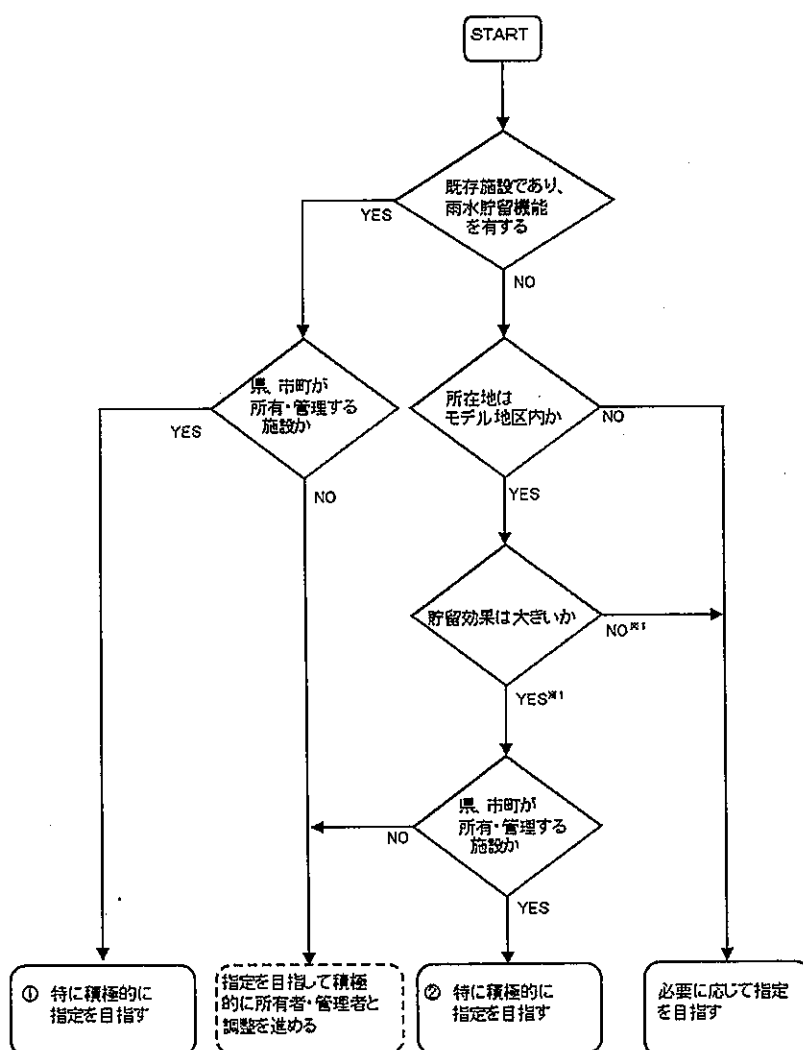 START
既存施設であり、
雨水貯留機能
を有する
YES
NO
県、市町が
所有・管理する
施設か
YES
NO
所在地は
モデル地区内か
NO
YES
貯留効果は大きいか
NO※1
YES※1
県、市町が
所有・管理する
施設か
NO
YES
① 特に積極的に
指定を目指す
指定を目指して積極
的に所有者・管理者と
調整を進める
② 特に積極的に
指定を目指す
必要に応じて指定
を目指す